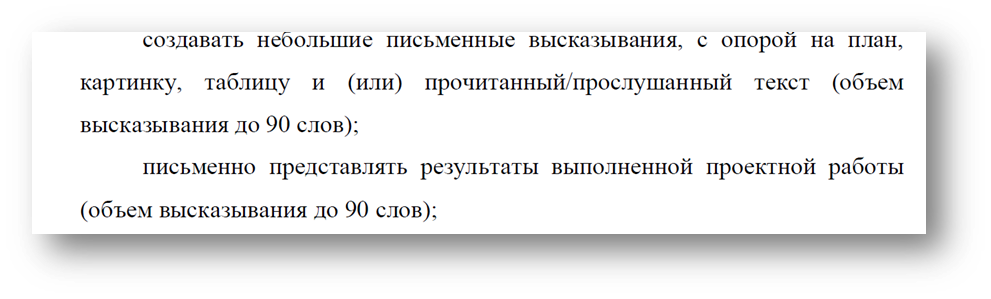 создавать небольшие письменные высказывания, с опорой на план,
картинку, таблицу и (или) прочитанный/прослушанный текст (объем
высказывания до 90 слов);
письменно представлять результаты выполненной проектной работы
(объем высказывания до 90 слов);